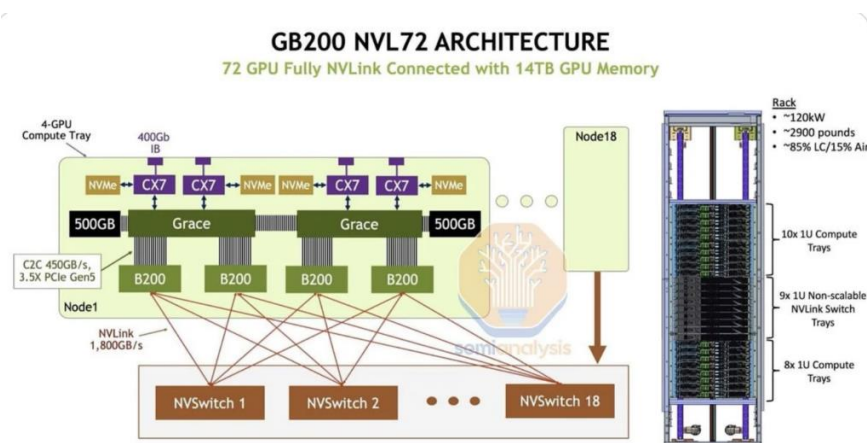 GB200 NVL72 ARCHITECTURE
72 GPU Fully NVLink Connected with 14TB GPU Memory
4-GPU
Compute Tray
400Gb
IB
NVMe
CX7
CX7
NVMe
NVMe
CX7
CX7
NVMe
500GB
Grace
Grace
500GB
C2C 450GB/s,
3.5X PCIe Gen5
B200
B200
B200
B200
Node1
Node18
NVLink
1,800GB/s
semianalysis
NVSwitch 1
NVSwitch 2
NVSwitch 18
Rack
• ~120kW
• ~2900 pounds
• ~85% LC/15% Air
10x 1U Compute
Trays
9x 1U Non-scalable
NVLink Switch
Trays
8x 1U Compute
Trays